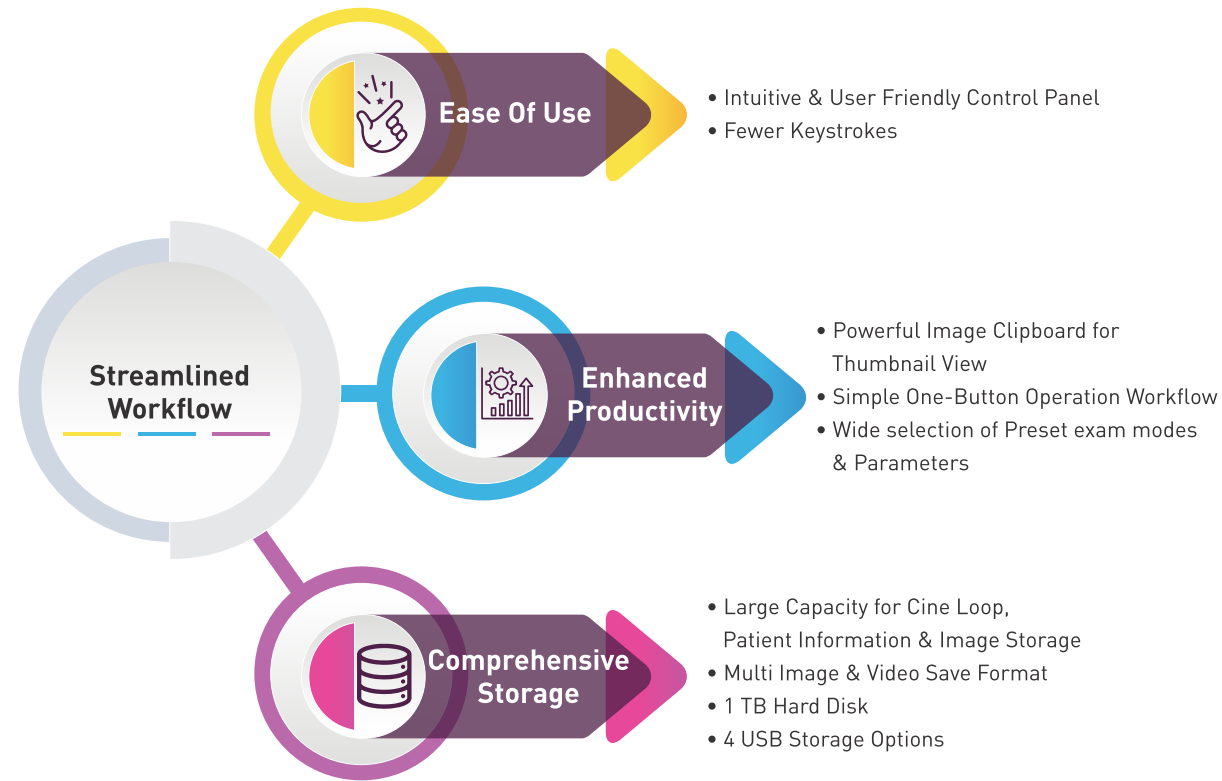 Ease Of Use
• Intuitive & User Friendly Control Panel
• Fewer Keystrokes
Streamlined
Workflow
Enhanced
Productivity
• Powerful Image Clipboard for
Thumbnail View
• Simple One-Button Operation Workflow
• Wide selection of Preset exam modes
& Parameters
Comprehensive
Storage
• Large Capacity for Cine Loop,
Patient Information & Image Storage
• Multi Image & Video Save Format
• 1 TB Hard Disk
• 4 USB Storage Options